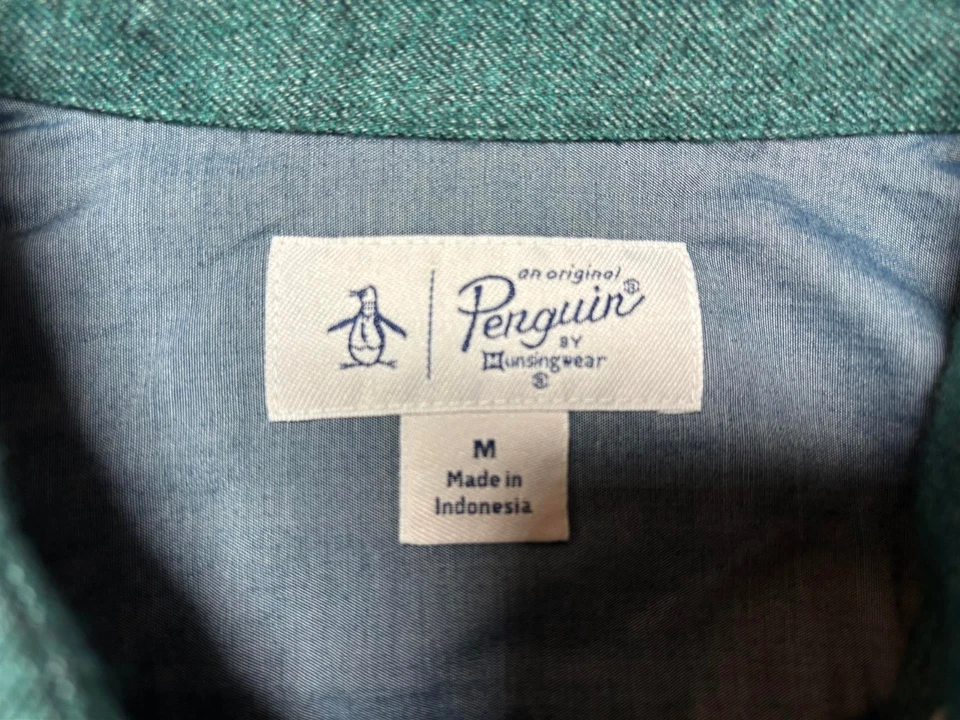 an original
Penguin®
BY
Munsingwear
®
M
Made in
Indonesia